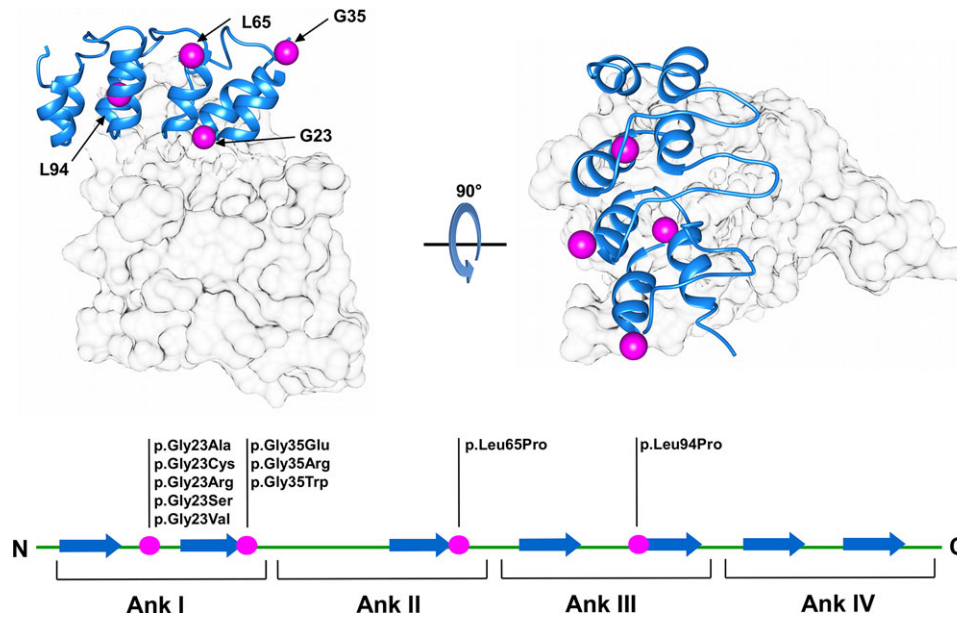 L65
G35
L94
G23
90°
p.Gly23Ala
p.Gly23Cys
p.Gly23Arg
p.Gly23Ser
p.Gly23Val
p.Gly35Glu
p.Gly35Arg
p.Gly35Trp
p.Leu65Pro
p.Leu94Pro
N
C
Ank I
Ank II
Ank III
Ank IV